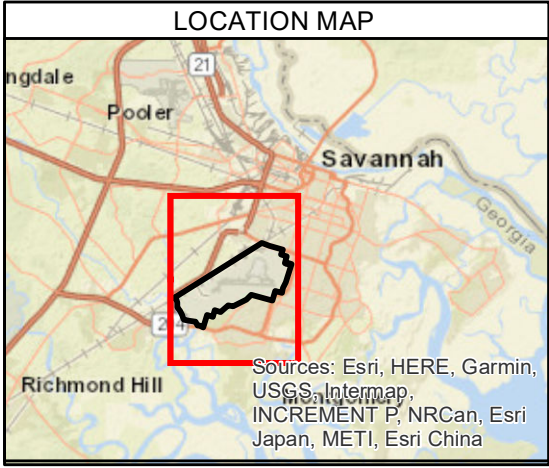 LOCATION MAP
21
ngdale
Pooler
Savannah
Georgia
Richmond Hill
Sources: Esri, HERE, Garmin,
USGS, Intermap,
INCREMENT P, NRCan, Esri
Japan, METI, Esri China